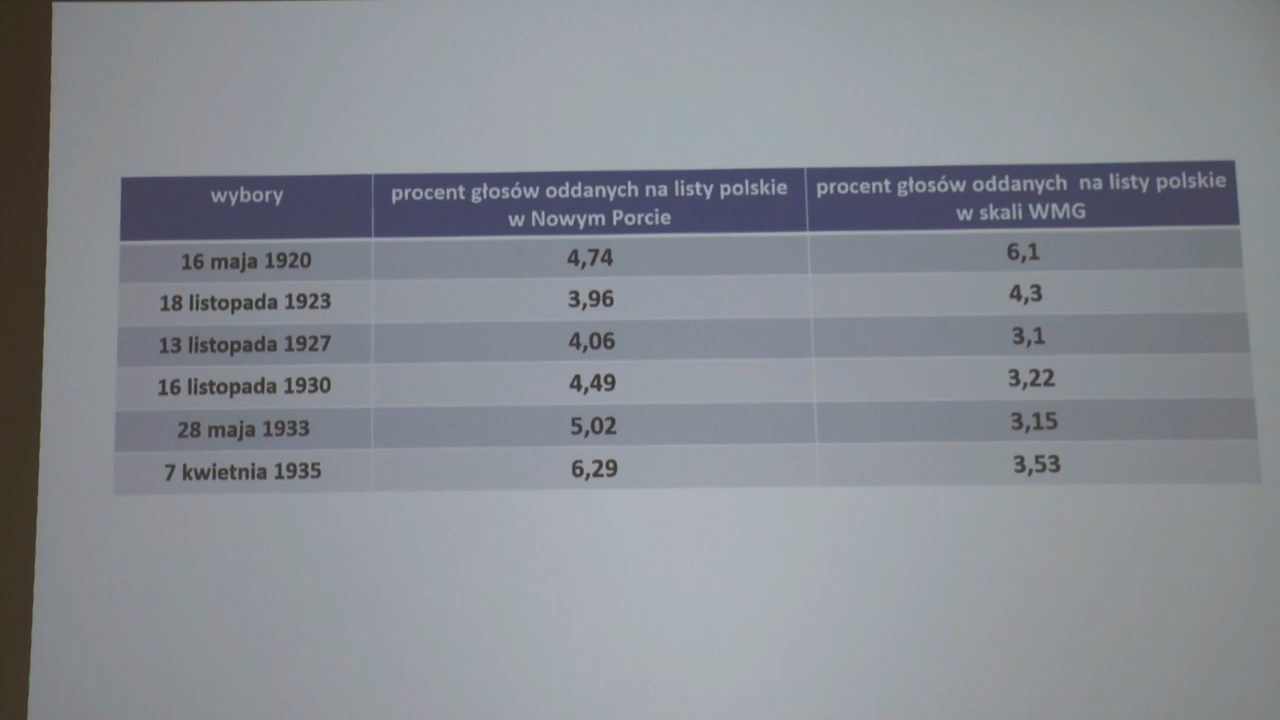 wybory
procent głosów oddanych na listy polskie
w Nowym Porcie
procent głosów oddanych na listy polskie
w skali WMG
16 maja 1920 4,74 6,1
18 listopada 1923 3,96 4,3
13 listopada 1927 4,06 3,1
16 listopada 1930 4,49 3,22
28 maja 1933 5,02 3,15
7 kwietnia 1935 6,29 3,53